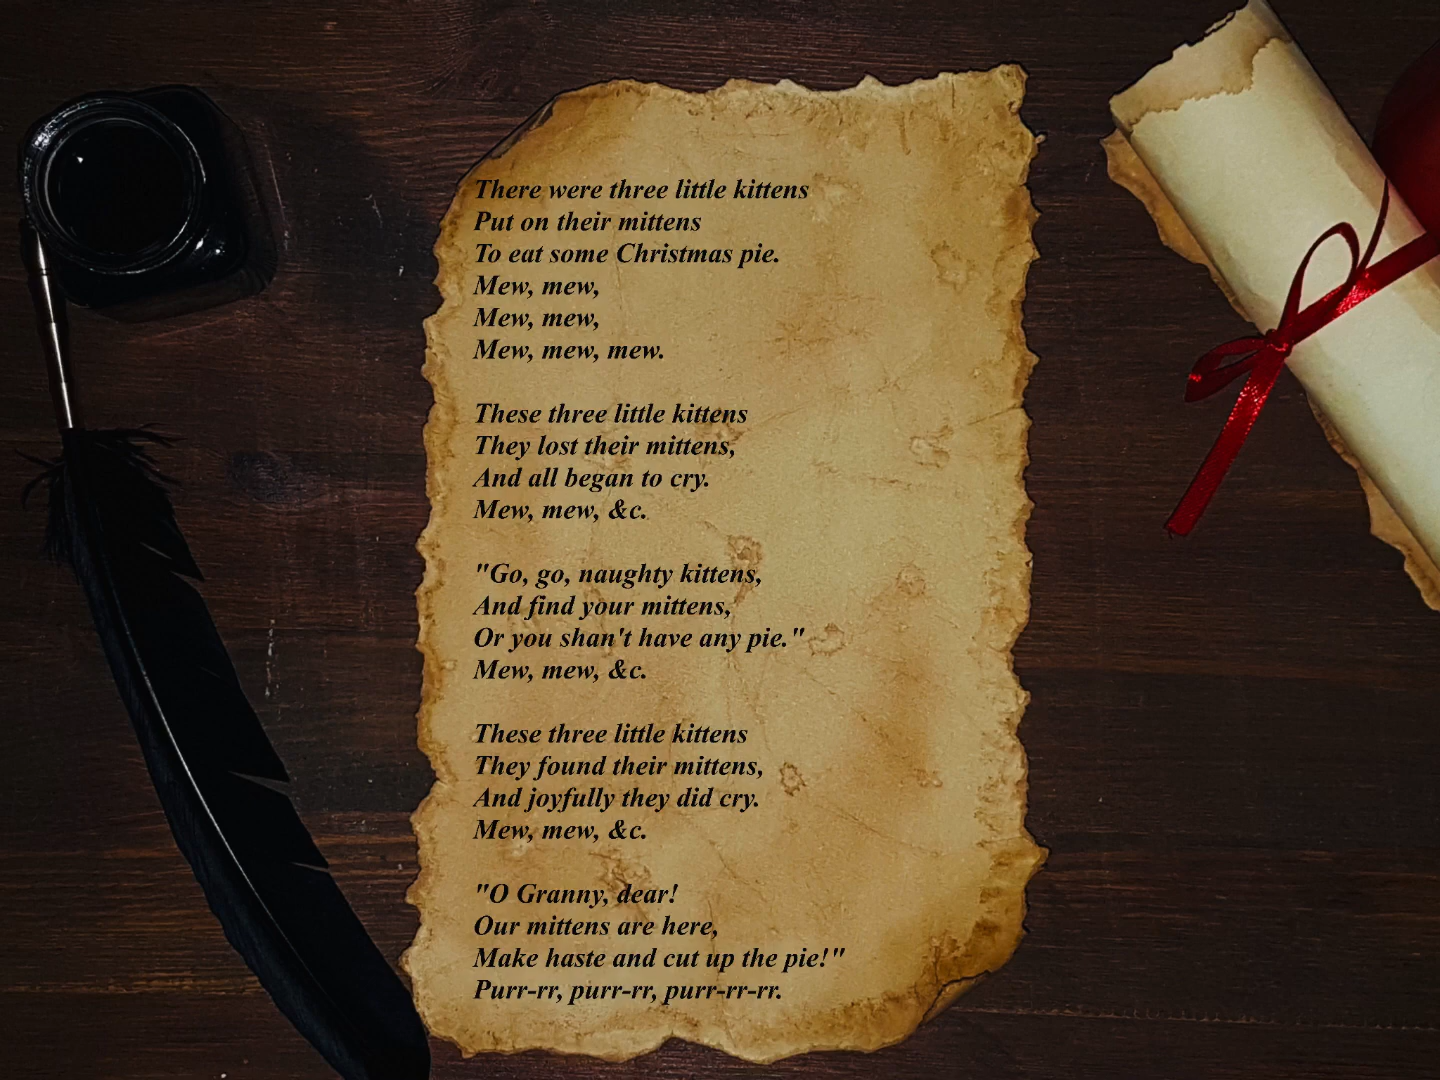 There were three little kittens
Put on their mittens
To eat some Christmas pie.
Mew, mew,
Mew, mew,
Mew, mew, mew.

These three little kittens
They lost their mittens,
And all began to cry.
Mew, mew, &c.

"Go, go, naughty kittens,
And find your mittens,
Or you shan't have any pie."
Mew, mew, &c.

These three little kittens
They found their mittens,
And joyfully they did cry.
Mew, mew, &c.

"O Granny, dear!
Our mittens are here,
Make haste and cut up the pie!"
Purr-rr, purr-rr, purr-rr-rr.